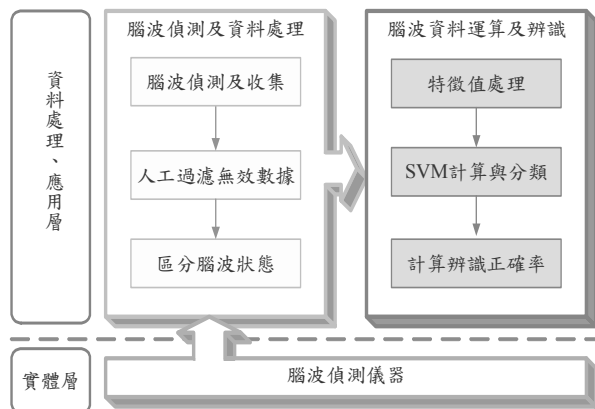 資料處理、應用層
腦波偵測及資料處理
腦波偵測及收集
人工過濾無效數據
區分腦波狀態
腦波資料運算及辨識
特徵值處理
SVM計算與分類
計算辨識正確率
實體層
腦波偵測儀器